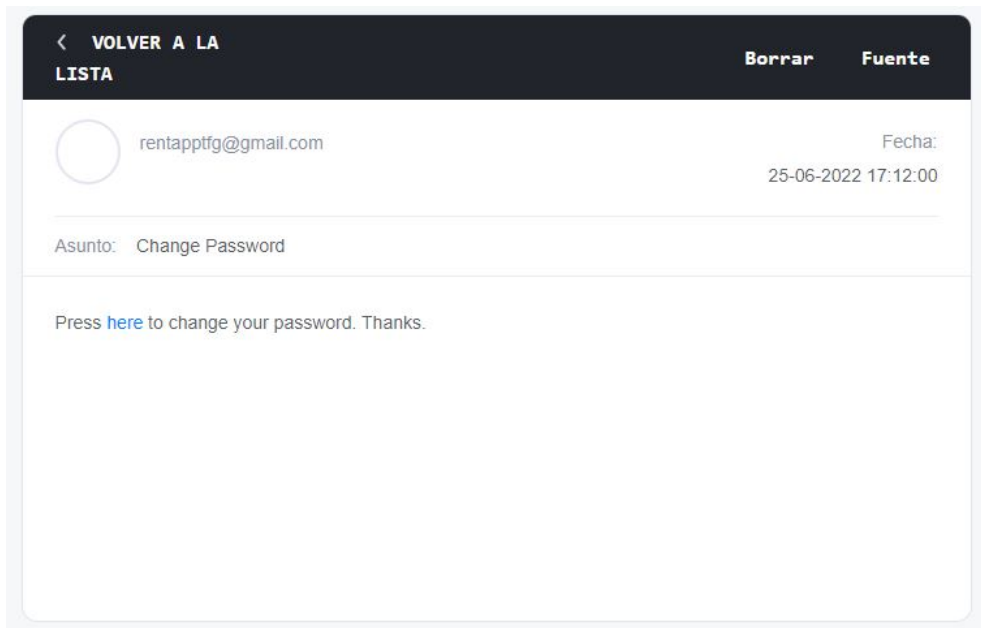 < VOLVER A LA
LISTA
Borrar Fuente
rentapptfg@gmail.com
Fecha:
25-06-2022 17:12:00
Asunto: Change Password
Press here to change your password. Thanks.